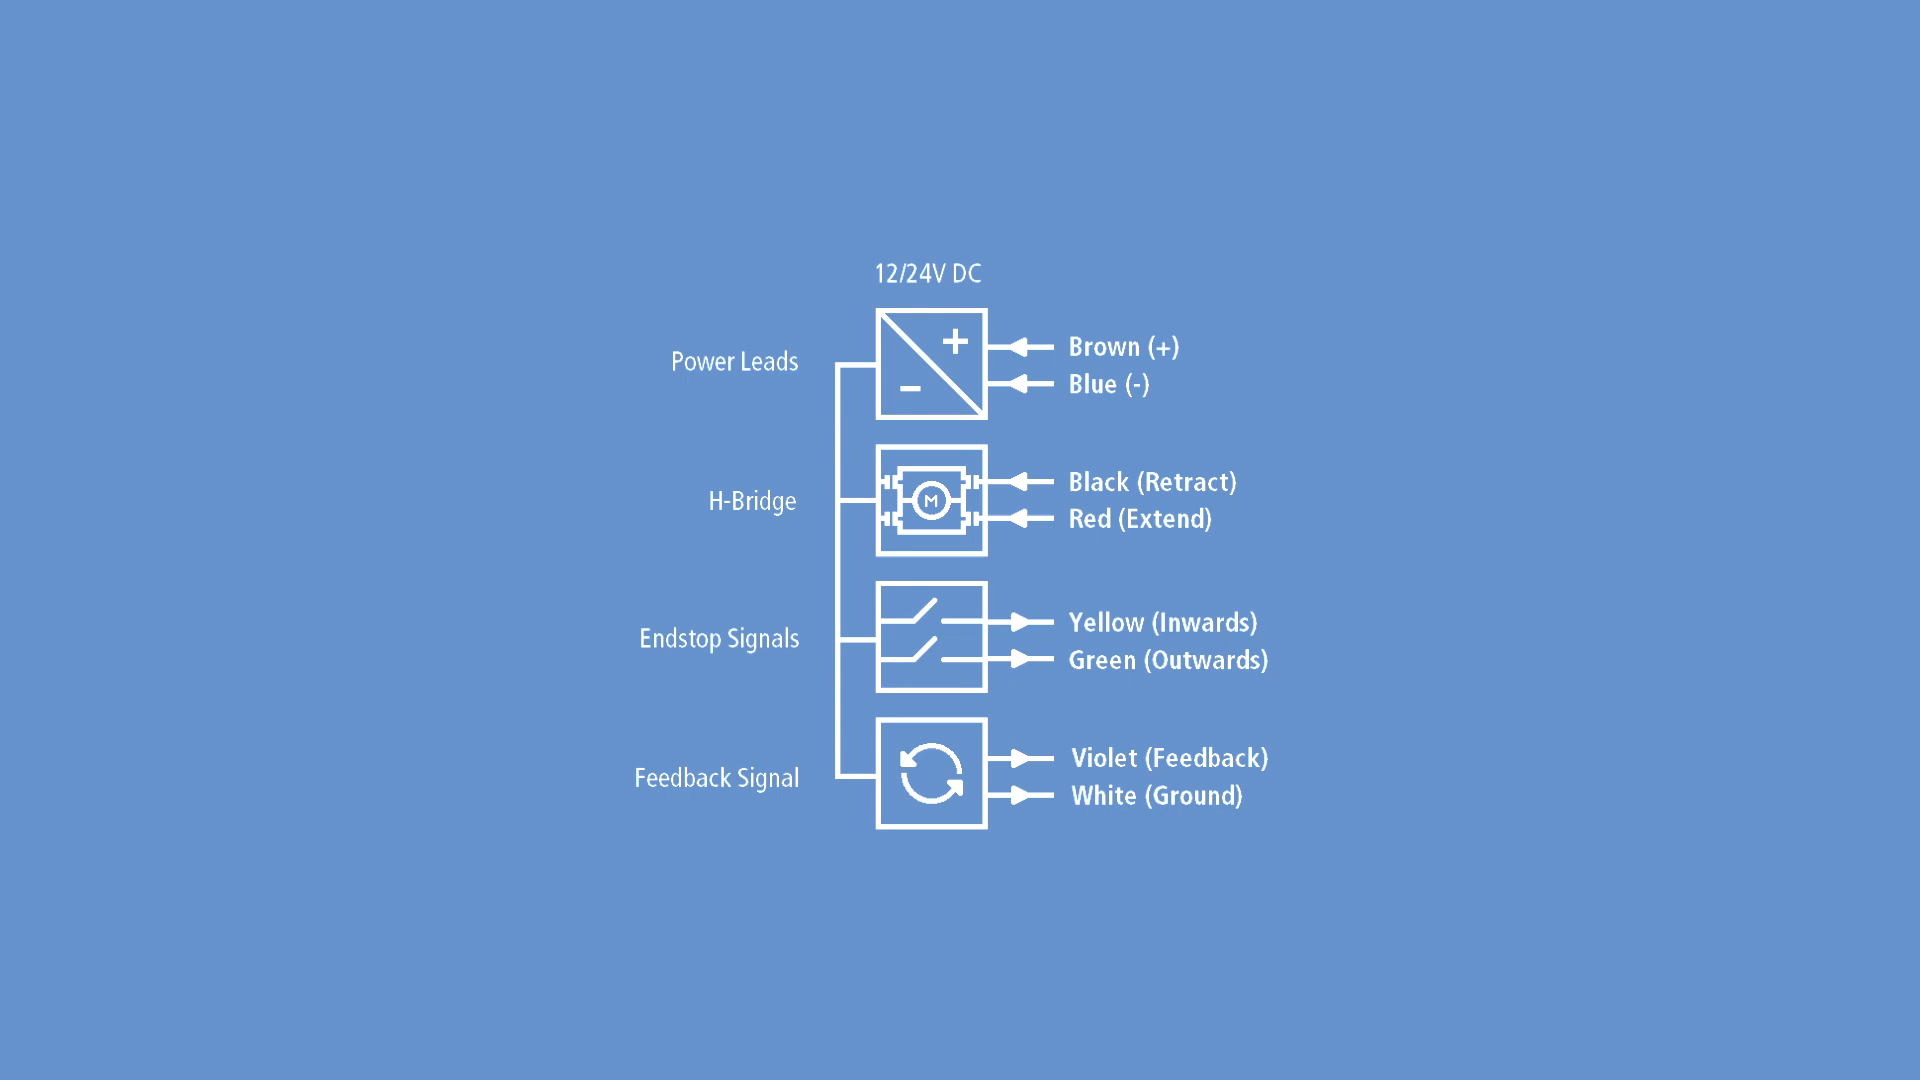 12/24V DC
Power Leads
Brown (+)
Blue (-)
H-Bridge
M
Black (Retract)
Red (Extend)
Endstop Signals
Yellow (Inwards)
Green (Outwards)
Feedback Signal
Violet (Feedback)
White (Ground)